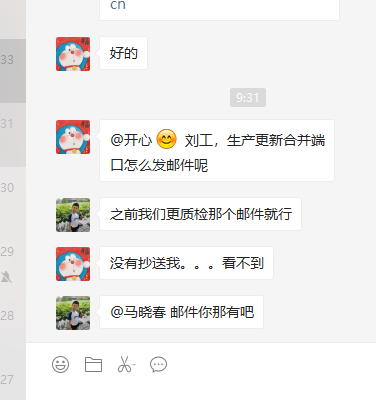 cn
33
好的
9:31
31
@开心😊 刘工，生产更新合并端
口怎么发邮件呢
30
之前我们更质检那个邮件就行
29
没有抄送我。。。看不到
28
@马晓春 邮件你那有吧
27